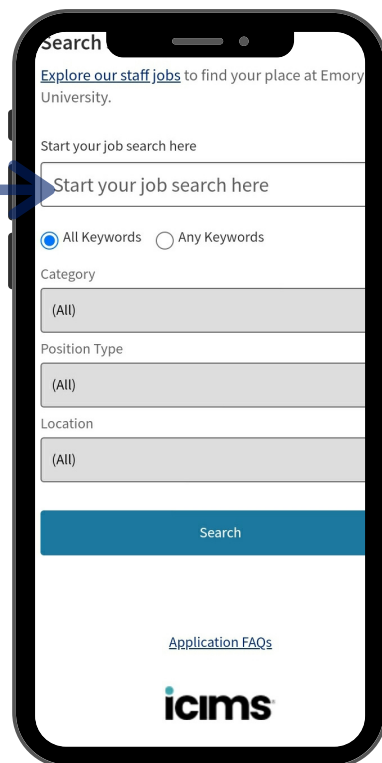 Search
Explore our staff jobs to find your place at Emory
University.
Start your job search here
Start your job search here
All Keywords Any Keywords
Category
(All)
Position Type
(All)
Location
(All)
Search
Application FAQs
icims